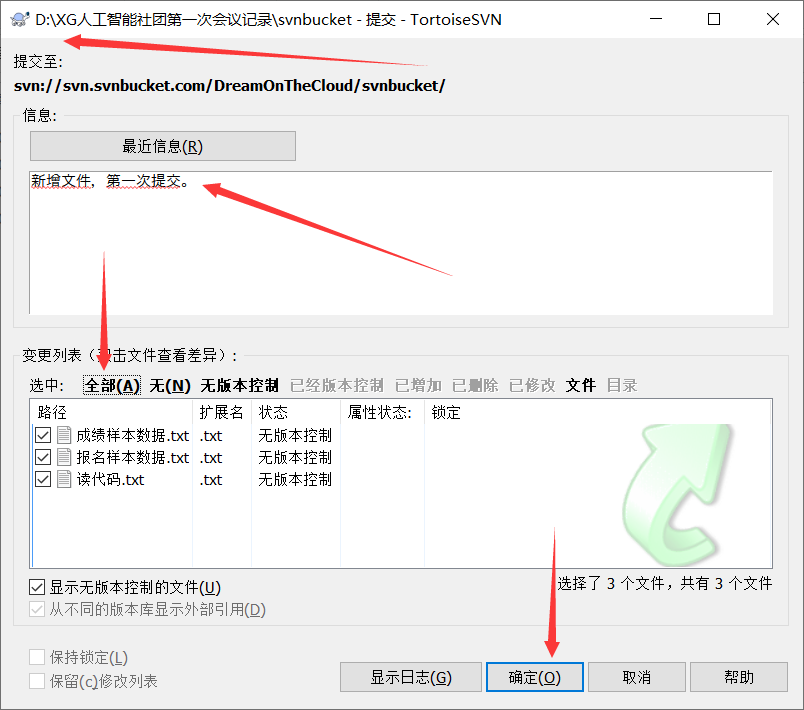 D:\XG人工智能社团第一次会议记录\svnbucket - 提交 - TortoiseSVN
提交至:
svn://svn.svnbucket.com/DreamOnTheCloud/svnbucket/
信息:
最近信息(R)
新增文件, 第一次提交。
变更列表（击文件查看差异）:
选中: 全部(A) 无(N) 无版本控制 已经版本控制 已增加 已删除 已修改 文件 目录
路径 扩展名 状态 属性状态: 锁定
成绩样本数据.txt .txt 无版本控制
报名样本数据.txt .txt 无版本控制
读代码.txt .txt 无版本控制
显示无版本控制的文件(U) 选择了 3 个文件，共有 3 个文件
从不同的版本库显示外部引用(D)
保持锁定(L)
保留(c)修改列表
显示日志(G) 确定(O) 取消 帮助